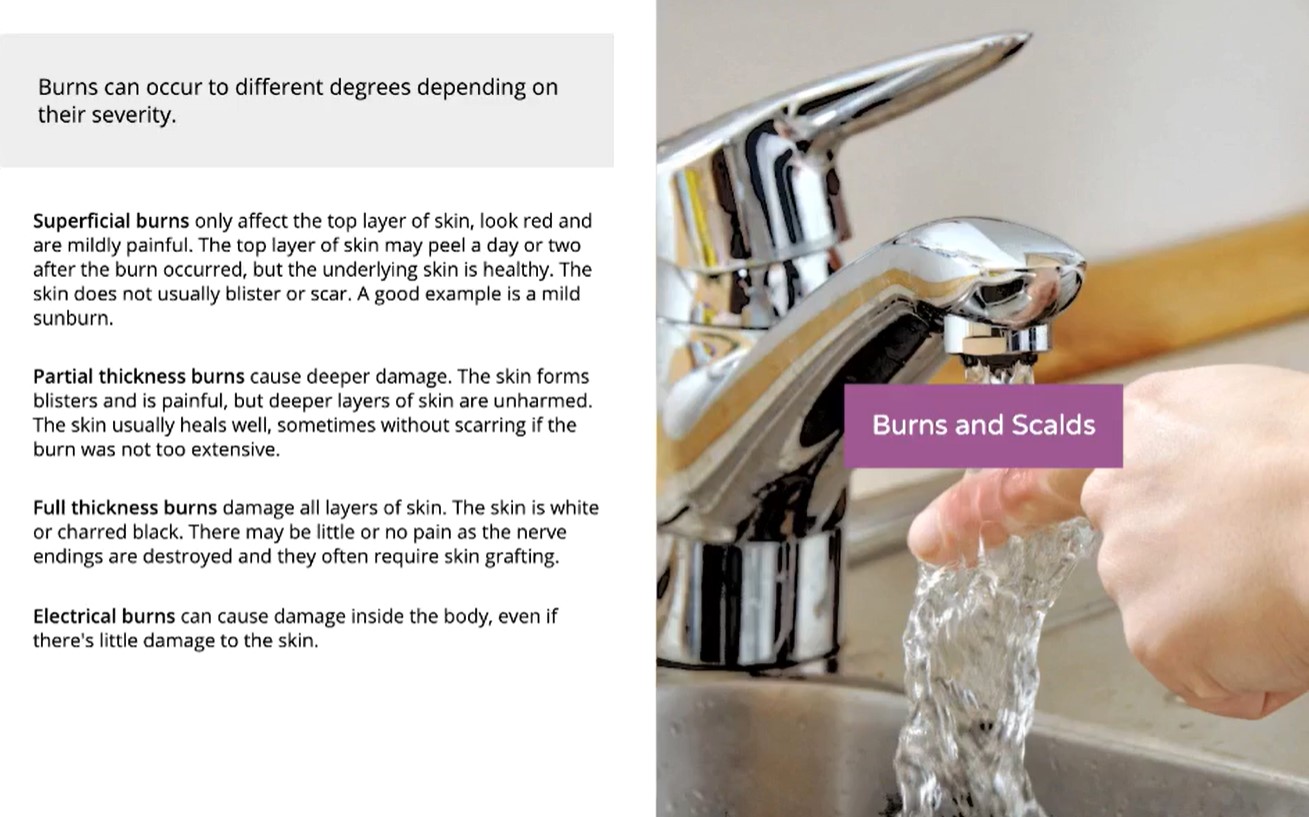 Burns can occur to different degrees depending on
their severity.
Superficial burns only affect the top layer of skin, look red and
are mildly painful. The top layer of skin may peel a day or two
after the burn occurred, but the underlying skin is healthy. The
skin does not usually blister or scar. A good example is a mild
sunburn.
Partial thickness burns cause deeper damage. The skin forms
blisters and is painful, but deeper layers of skin are unharmed.
The skin usually heals well, sometimes without scarring if the
burn was not too extensive.
Full thickness burns damage all layers of skin. The skin is white
or charred black. There may be little or no pain as the nerve
endings are destroyed and they often require skin grafting.
Electrical burns can cause damage inside the body, even if
there's little damage to the skin.
Burns and Scalds